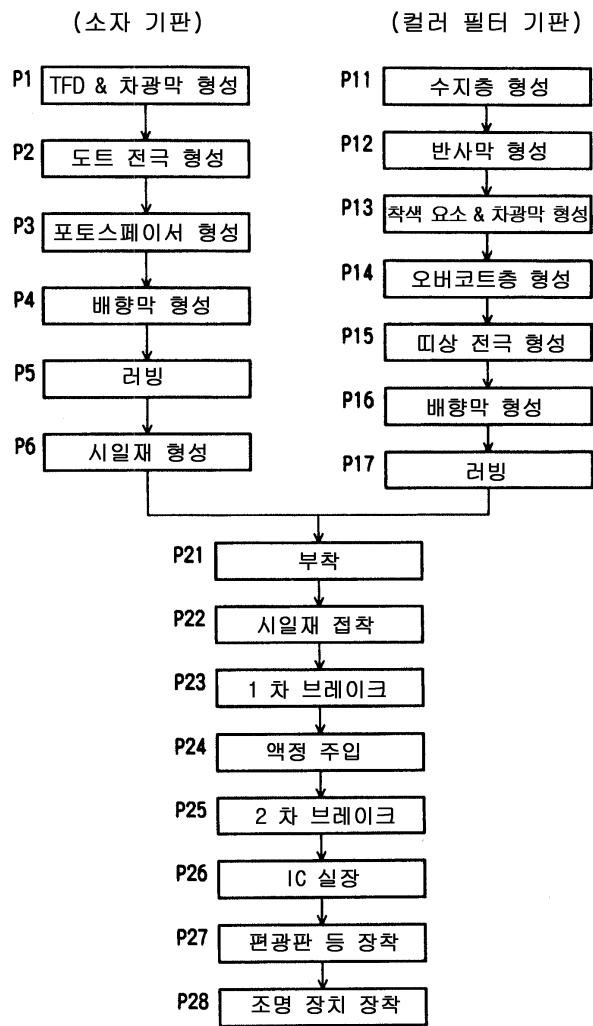 (소자 기판)
P1 TFD & 차광막 형성
P2 도트 전극 형성
P3 포토스페이서 형성
P4 배향막 형성
P5 러빙
P6 시일재 형성
(컬러 필터 기판)
P11 수지층 형성
P12 반사막 형성
P13 착색 요소 & 차광막 형성
P14 오버코트층 형성
P15 띠상 전극 형성
P16 배향막 형성
P17 러빙
P21 부착
P22 시일재 접착
P23 1 차 브레이크
P24 액정 주입
P25 2 차 브레이크
P26 IC 실장
P27 편광판 등 장착
P28 조명 장치 장착